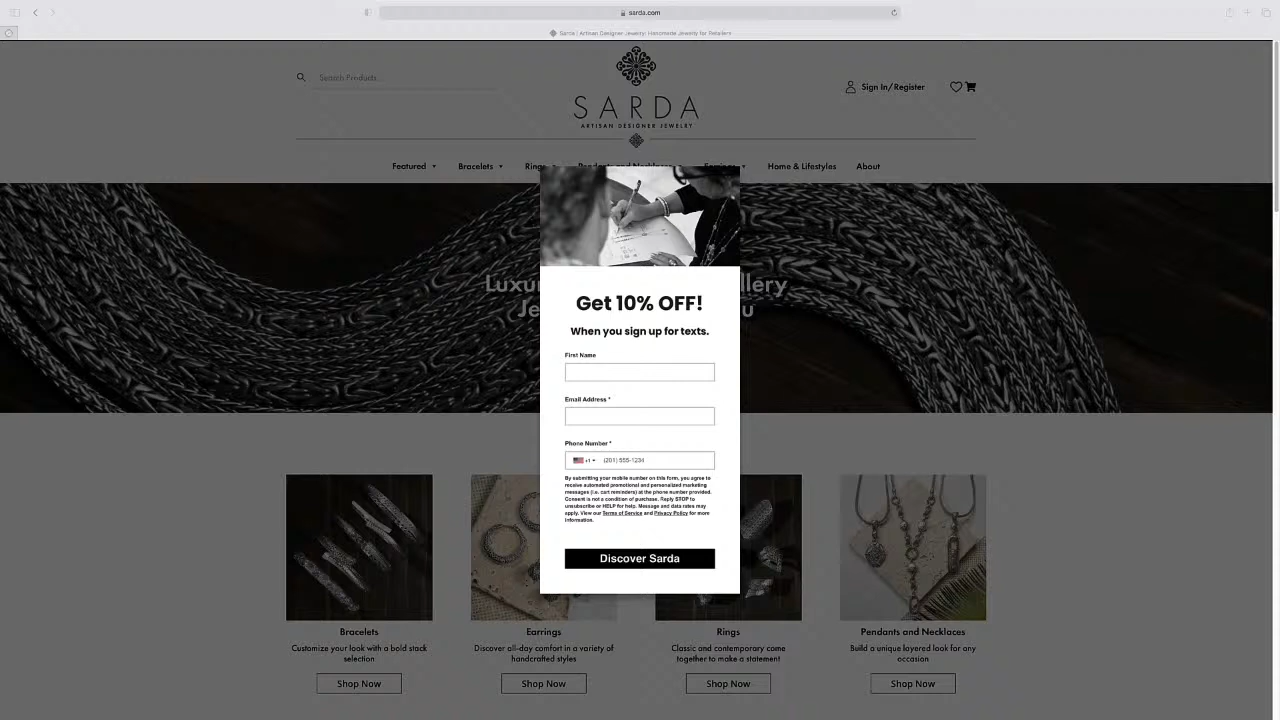 sarda.com
Sarda | Artisan Designer Jewelry: Handmade Jewelry for Retailers
Search Products...
SARDA
ARTISAN DESIGNER JEWELRY
Sign In/Register
Featured Bracelets Rings Pendants and Necklaces Earrings Home & Lifestyles About
Get 10% OFF!
When you sign up for texts.
First Name
Email Address *
Phone Number *
+1 (201) 555-1234
By submitting your mobile number on this form, you agree to
receive automated promotional and personalized marketing
messages (i.e. cart reminders) at the phone number provided.
Consent is not a condition of purchase. Reply STOP to
unsubscribe or HELP for help. Message and data rates may
apply. View our Terms of Service and Privacy Policy for more
information.
Discover Sarda
Bracelets
Customize your look with a bold stack
selection
Shop Now
Earrings
Discover all-day comfort in a variety of
handcrafted styles
Shop Now
Rings
Classic and contemporary come
together to make a statement
Shop Now
Pendants and Necklaces
Build a unique layered look for any
occasion
Shop Now